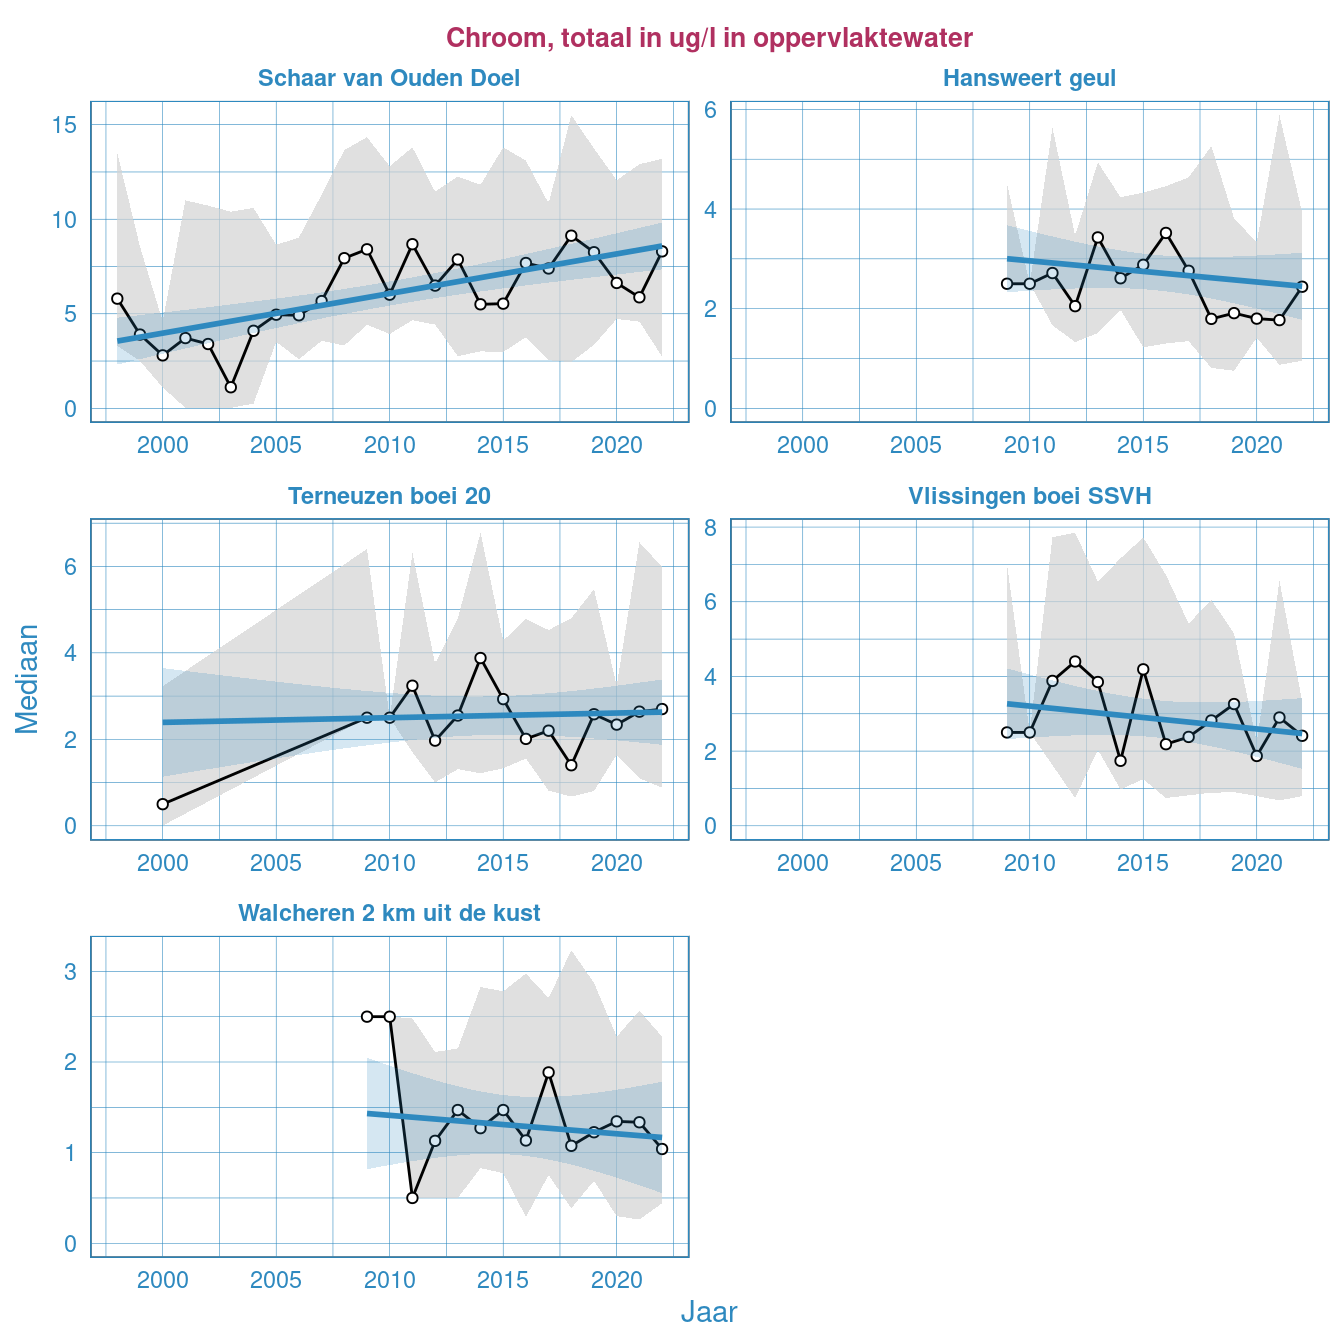 Chroom, totaal in ug/l in oppervlaktewater
Schaar van Ouden Doel
15
10
5
0
2000 2005 2010 2015 2020
Hansweert geul
6
4
2
0
2000 2005 2010 2015 2020
Mediaan
Terneuzen boei 20
6
4
2
0
2000 2005 2010 2015 2020
Vlissingen boei SSVH
8
6
4
2
0
2000 2005 2010 2015 2020
Walcheren 2 km uit de kust
3
2
1
0
2000 2005 2010 2015 2020
Jaar